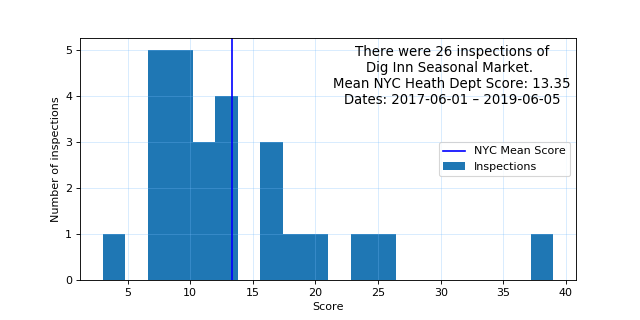 There were 26 inspections of
Dig Inn Seasonal Market.
Mean NYC Heath Dept Score: 13.35
Dates: 2017-06-01 – 2019-06-05
NYC Mean Score
Inspections
Number of inspections
5
4
3
2
1
0
5 10 15 20 25 30 35 40
Score